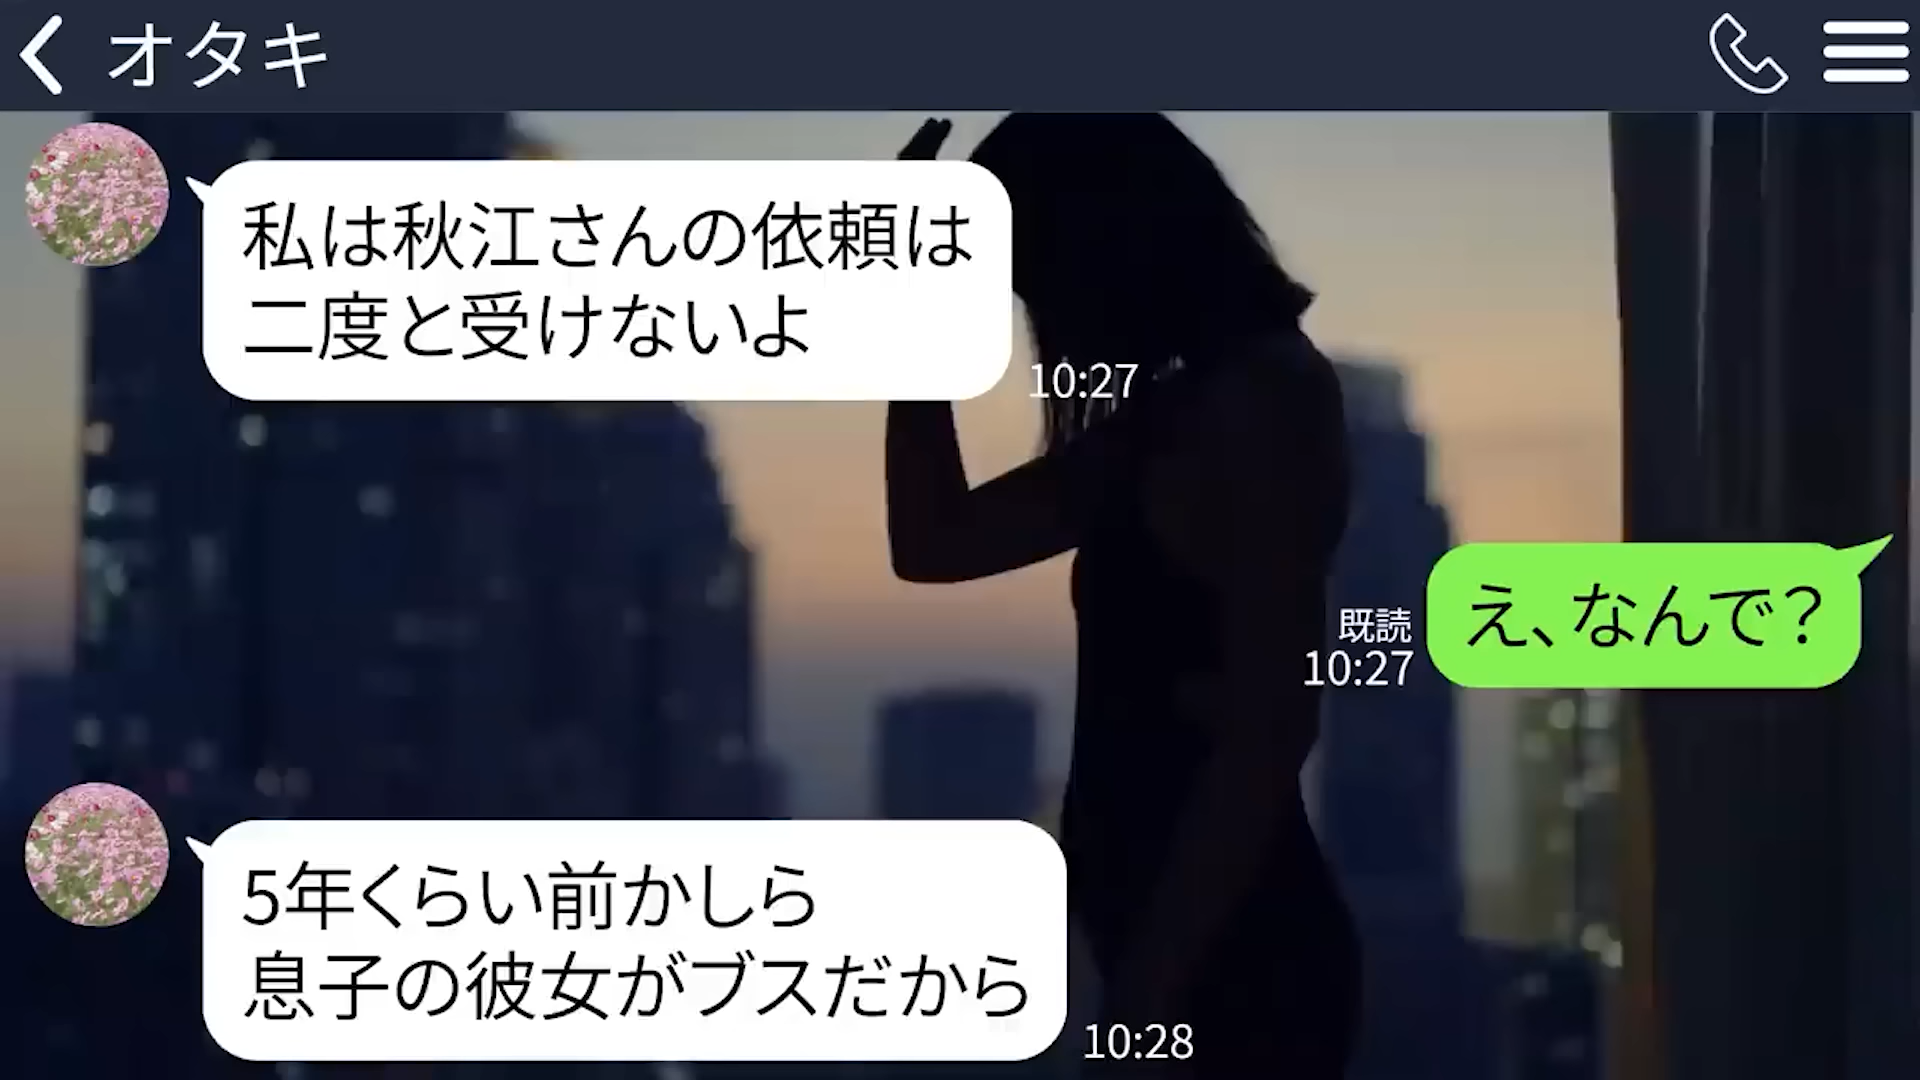 オタキ
私は秋江さんの依頼は
二度と受けないよ
10:27
え、なんで？
既読
10:27
5年くらい前かしら
息子の彼女がブスだから
10:28